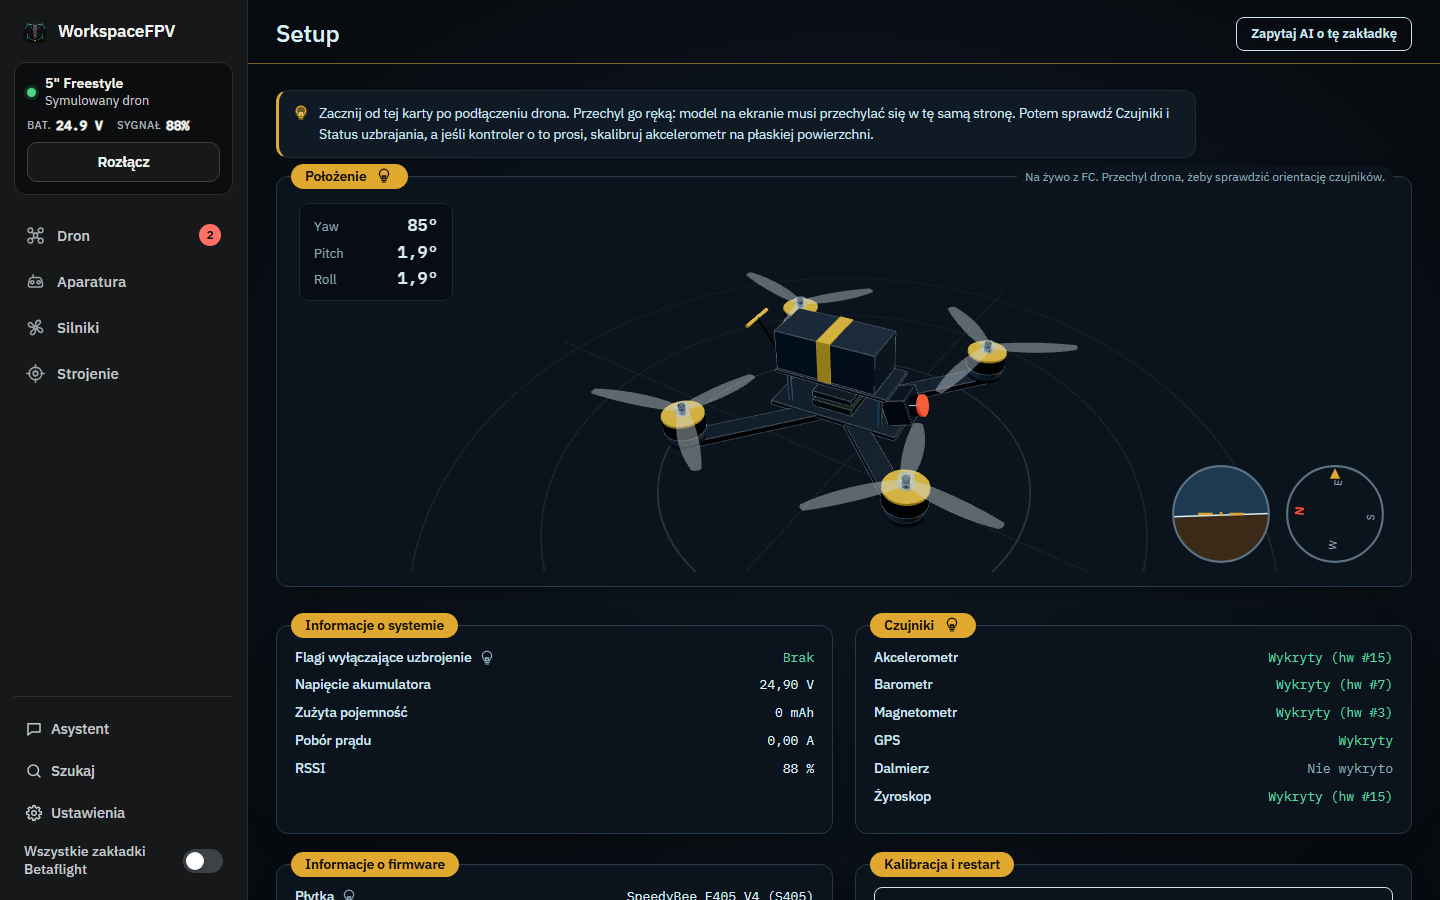 WorkspaceFPV
5" Freestyle
Symulowany dron
BAT. 24.9 V SYGNAŁ 88%
Rozłącz
Dron 2
Aparatura
Silniki
Strojenie
Asystent
Szukaj
Ustawienia
Wszystkie zakładki
Betaflight
Setup
Zapytaj AI o tę zakładkę
Zacznij od tej karty po podłączeniu drona. Przechyl go ręką: model na ekranie musi przechylać się w tę samą stronę. Potem sprawdź Czujniki i
Status uzbrajania, a jeśli kontroler o to prosi, skalibruj akcelerometr na płaskiej powierzchni.
Położenie
Na żywo z FC. Przechyl drona, żeby sprawdzić orientację czujników.
Yaw 85°
Pitch 1,9°
Roll 1,9°
E
N
S
W
Informacje o systemie
Flagi wyłączające uzbrojenie Brak
Napięcie akumulatora 24,90 V
Zużyta pojemność 0 mAh
Pobór prądu 0,00 A
RSSI 88 %
Czujniki
Akcelerometr Wykryty (hw #15)
Barometr Wykryty (hw #7)
Magnetometr Wykryty (hw #3)
GPS Wykryty
Dalmierz Nie wykryto
Żyroskop Wykryty (hw #15)
Informacje o firmware
Płytka SpeedyBee F405 V4 (S405)
Kalibracja i restart